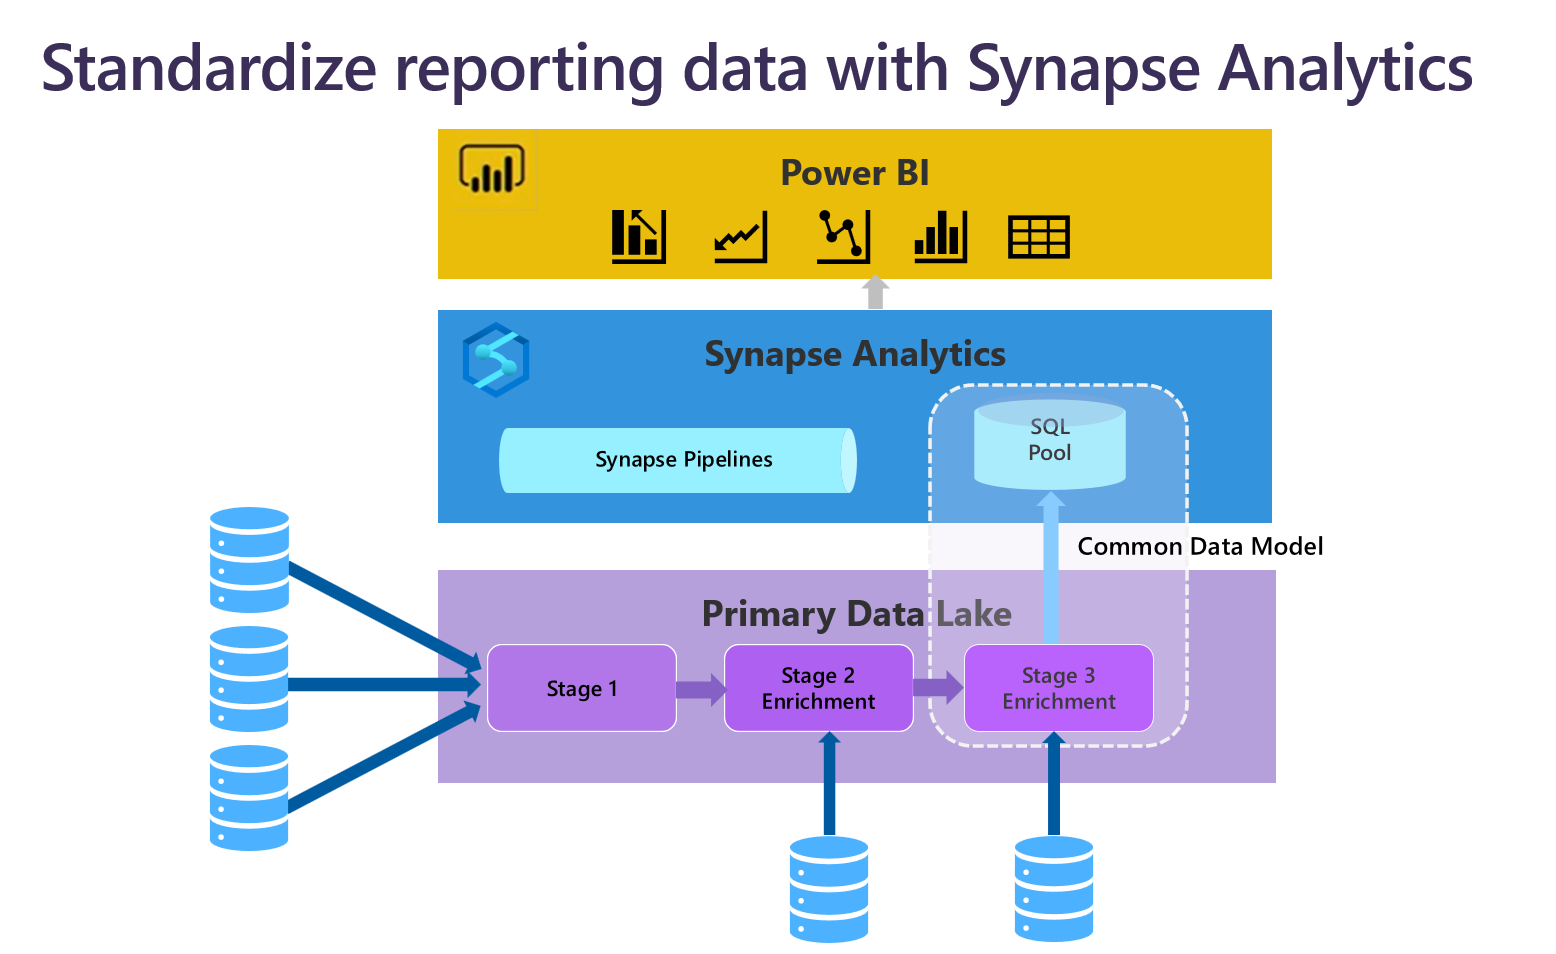 Standardize reporting data with Synapse Analytics
Power BI
Synapse Analytics
Synapse Pipelines
SQL
Pool
Common Data Model
Primary Data Lake
Stage 1
Stage 2
Enrichment
Stage 3
Enrichment